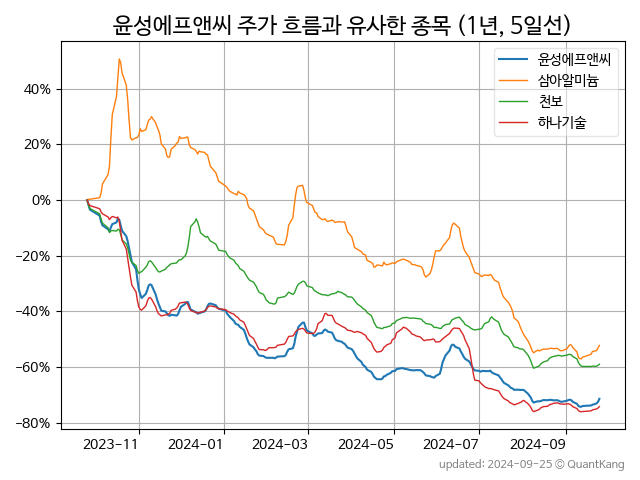 윤성에프앤씨 주가 흐름과 유사한 종목 (1년, 5일선)
윤성에프앤씨
삼아알미늄
천보
하나기술
40%
20%
0%
−20%
−40%
−60%
−80%
2023-11
2024-01
2024-03
2024-05
2024-07
2024-09
updated: 2024-09-25 © QuantKang